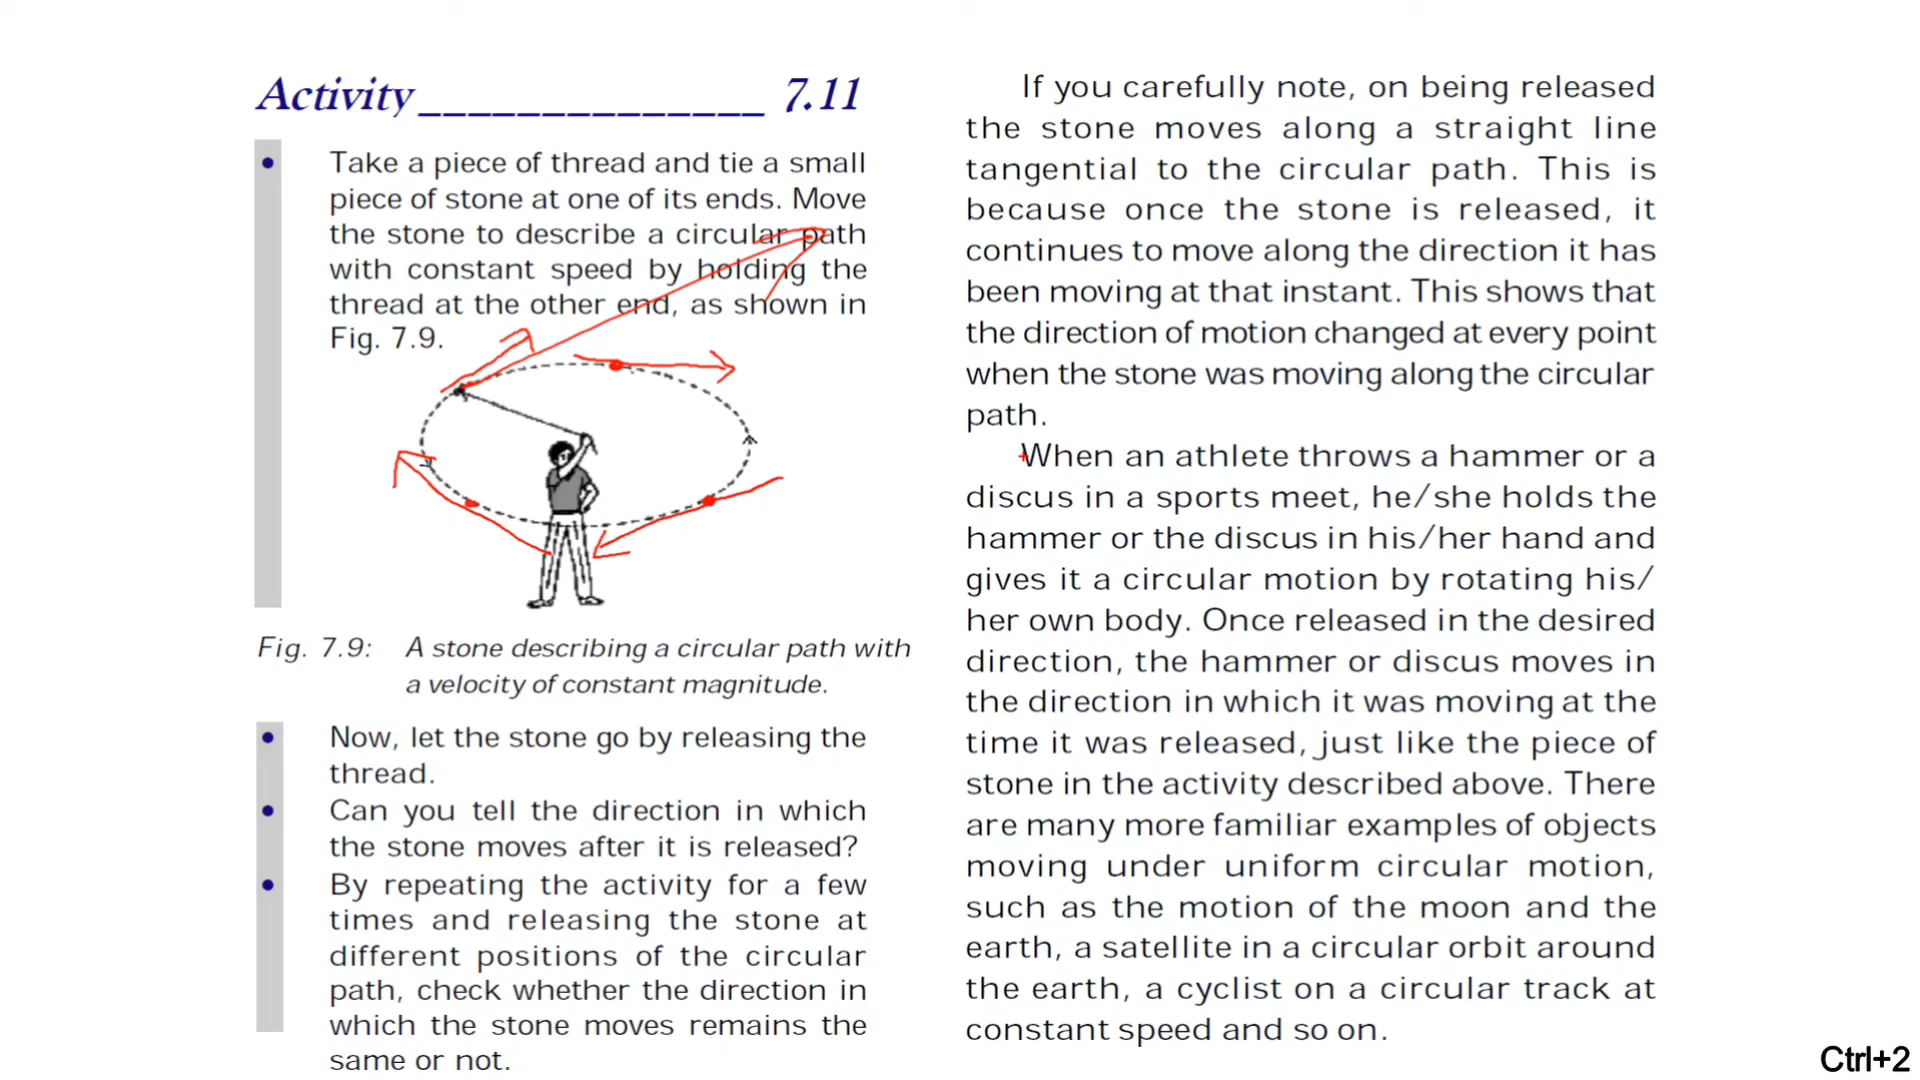 Activity______________ 7.11
• Take a piece of thread and tie a small
piece of stone at one of its ends. Move
the stone to describe a circular path
with constant speed by holding the
thread at the other end, as shown in
Fig. 7.9.
Fig. 7.9: A stone describing a circular path with
a velocity of constant magnitude.
• Now, let the stone go by releasing the
thread.
• Can you tell the direction in which
the stone moves after it is released?
• By repeating the activity for a few
times and releasing the stone at
different positions of the circular
path, check whether the direction in
which the stone moves remains the
same or not.
If you carefully note, on being released
the stone moves along a straight line
tangential to the circular path. This is
because once the stone is released, it
continues to move along the direction it has
been moving at that instant. This shows that
the direction of motion changed at every point
when the stone was moving along the circular
path.
When an athlete throws a hammer or a
discus in a sports meet, he/she holds the
hammer or the discus in his/her hand and
gives it a circular motion by rotating his/
her own body. Once released in the desired
direction, the hammer or discus moves in
the direction in which it was moving at the
time it was released, just like the piece of
stone in the activity described above. There
are many more familiar examples of objects
moving under uniform circular motion,
such as the motion of the moon and the
earth, a satellite in a circular orbit around
the earth, a cyclist on a circular track at
constant speed and so on.
Ctrl+2